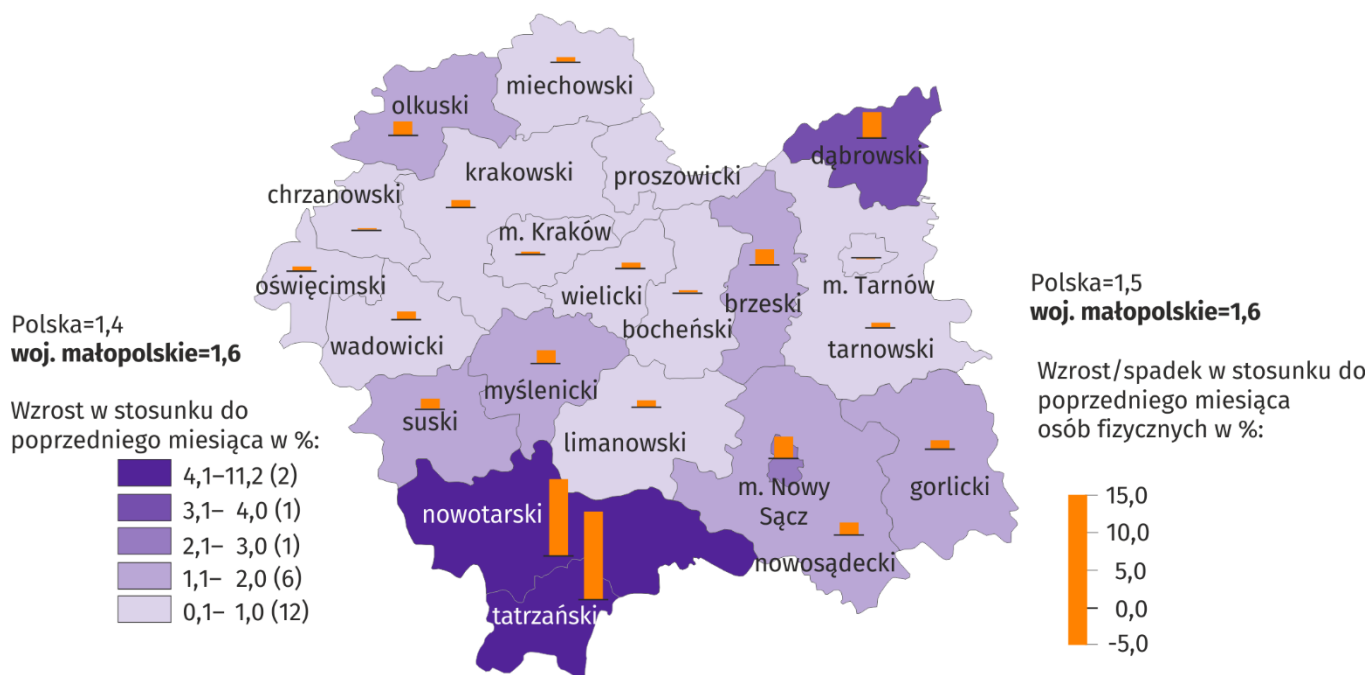 miechowski
olkuski
dąbrowski
krakowski
proszowicki
chrzanowski
m. Kraków
oświęcimski
wielicki
bocheński
brzeski
m. Tarnów
tarnowski
wadowicki
myślenicki
suski
limanowski
m. Nowy
Sącz
gorlicki
nowosądecki
nowotarski
tatrzański
Polska=1,4
woj. małopolskie=1,6
Wzrost w stosunku do
poprzedniego miesiąca w %:
4,1–11,2 (2)
3,1– 4,0 (1)
2,1– 3,0 (1)
1,1– 2,0 (6)
0,1– 1,0 (12)
Polska=1,5
woj. małopolskie=1,6
Wzrost/spadek w stosunku do
poprzedniego miesiąca
osób fizycznych w %:
15,0
10,0
5,0
0,0
-5,0